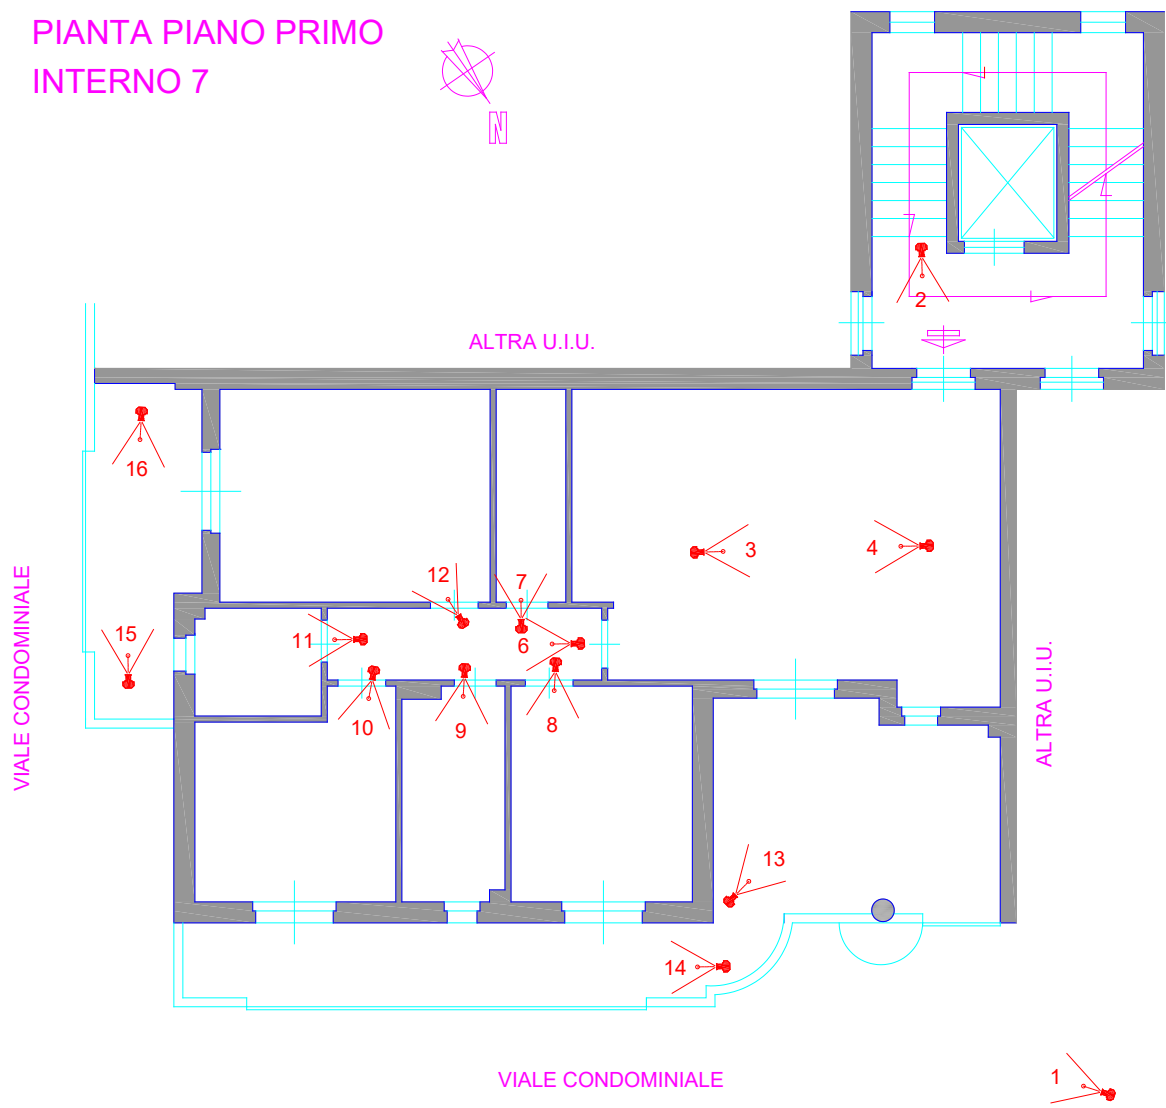 PIANTA PIANO PRIMO
INTERNO 7
N
2
ALTRA U.I.U.
16
3
4
12
7
11
6
15
10
9
8
VIALE CONDOMINIALE
ALTRA U.I.U.
13
14
VIALE CONDOMINIALE
1